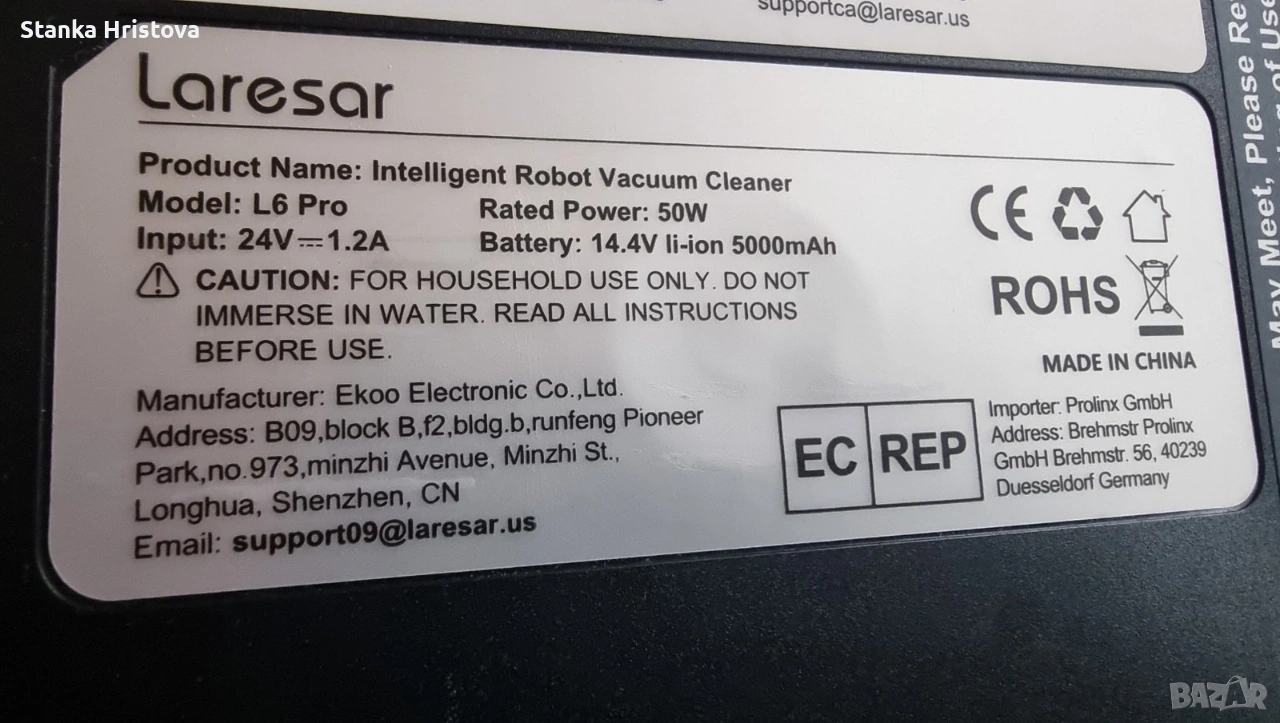 Stanka Hristova
supportca@laresar.us
Laresar
Product Name: Intelligent Robot Vacuum Cleaner
Model: L6 Pro
Rated Power: 50W
Input: 24V⎓1.2A
Battery: 14.4V li-ion 5000mAh
CAUTION: FOR HOUSEHOLD USE ONLY. DO NOT
IMMERSE IN WATER. READ ALL INSTRUCTIONS
BEFORE USE.
Manufacturer: Ekoo Electronic Co.,Ltd.
Address: B09,block B,f2,bldg.b,runfeng Pioneer
Park,no.973,minzhi Avenue, Minzhi St.,
Longhua, Shenzhen, CN
Email: support09@laresar.us
CE
ROHS
MADE IN CHINA
EC REP
Importer: Prolinx GmbH
Address: Brehmstr Prolinx
GmbH Brehmstr. 56, 40239
Duesseldorf Germany
May Meet, Please Re
of Use
BAZAR